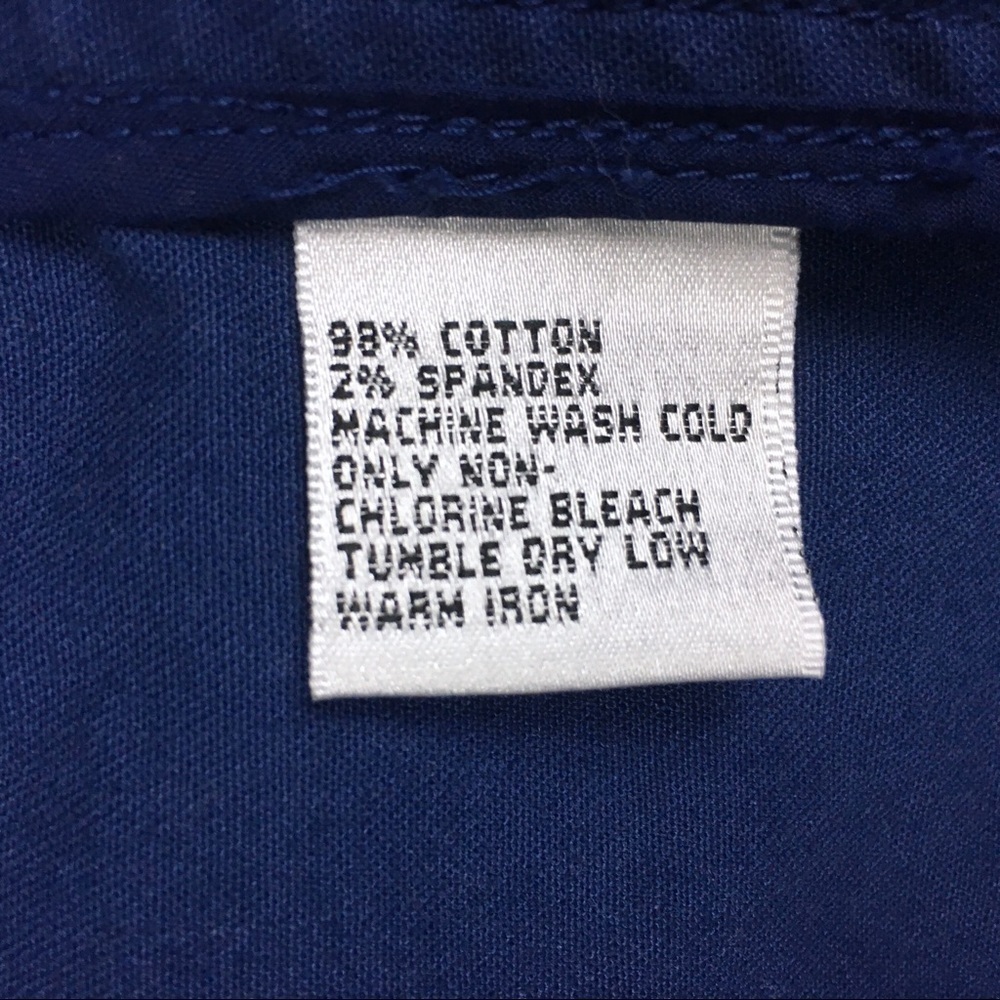 98% COTTON
2% SPANDEX
MACHINE WASH COLD
ONLY NON-
CHLORINE BLEACH
TUMBLE DRY LOW
WARM IRON